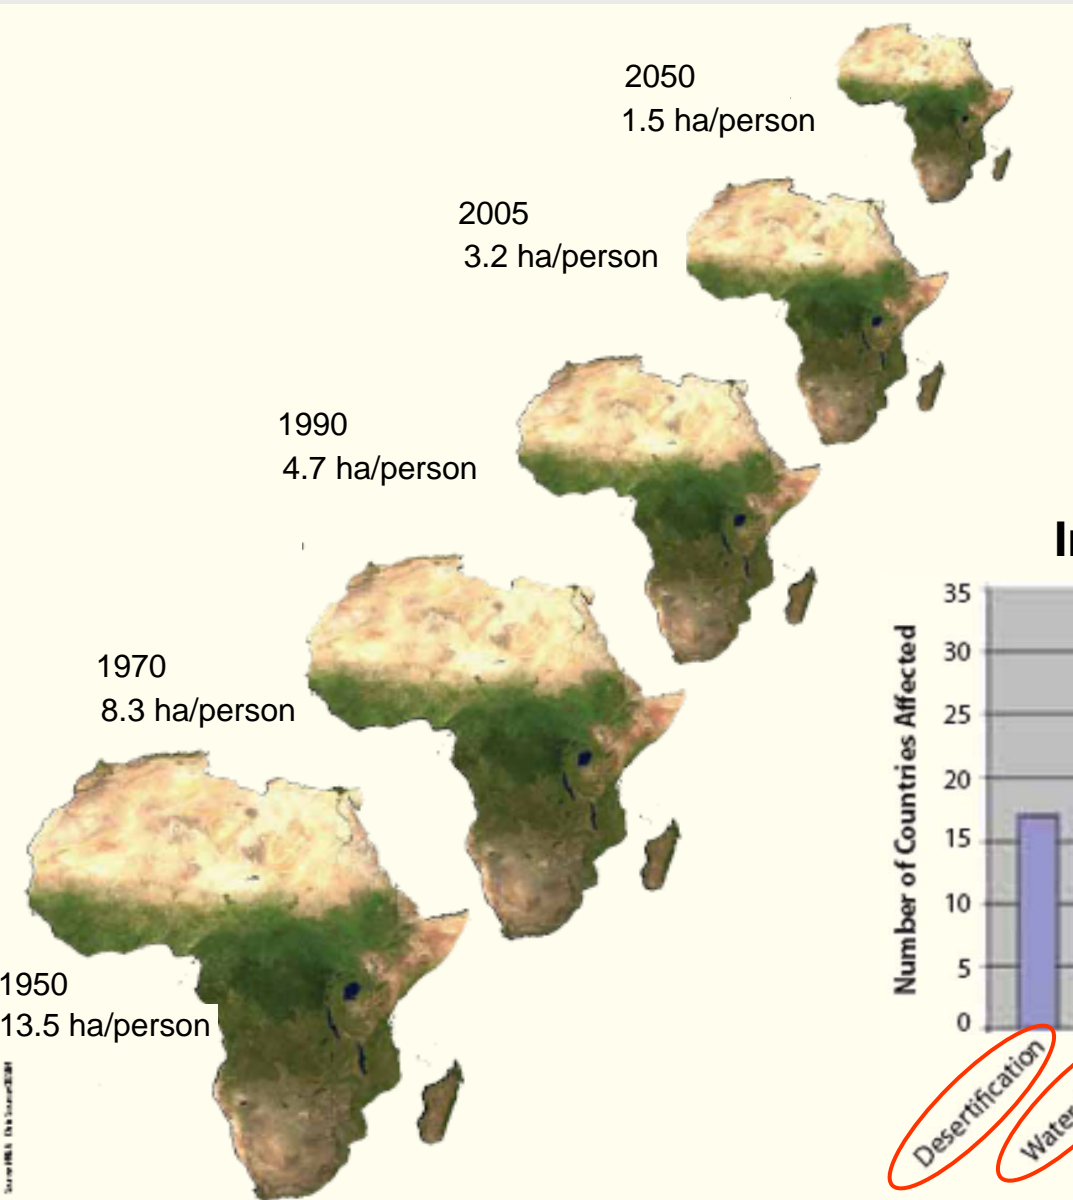 2050
1.5 ha/person
2005
3.2 ha/person
1990
4.7 ha/person
1970
8.3 ha/person
1950
13.5 ha/person
Number of Countries Affected
35
30
25
20
15
10
5
0
Desertification
Water